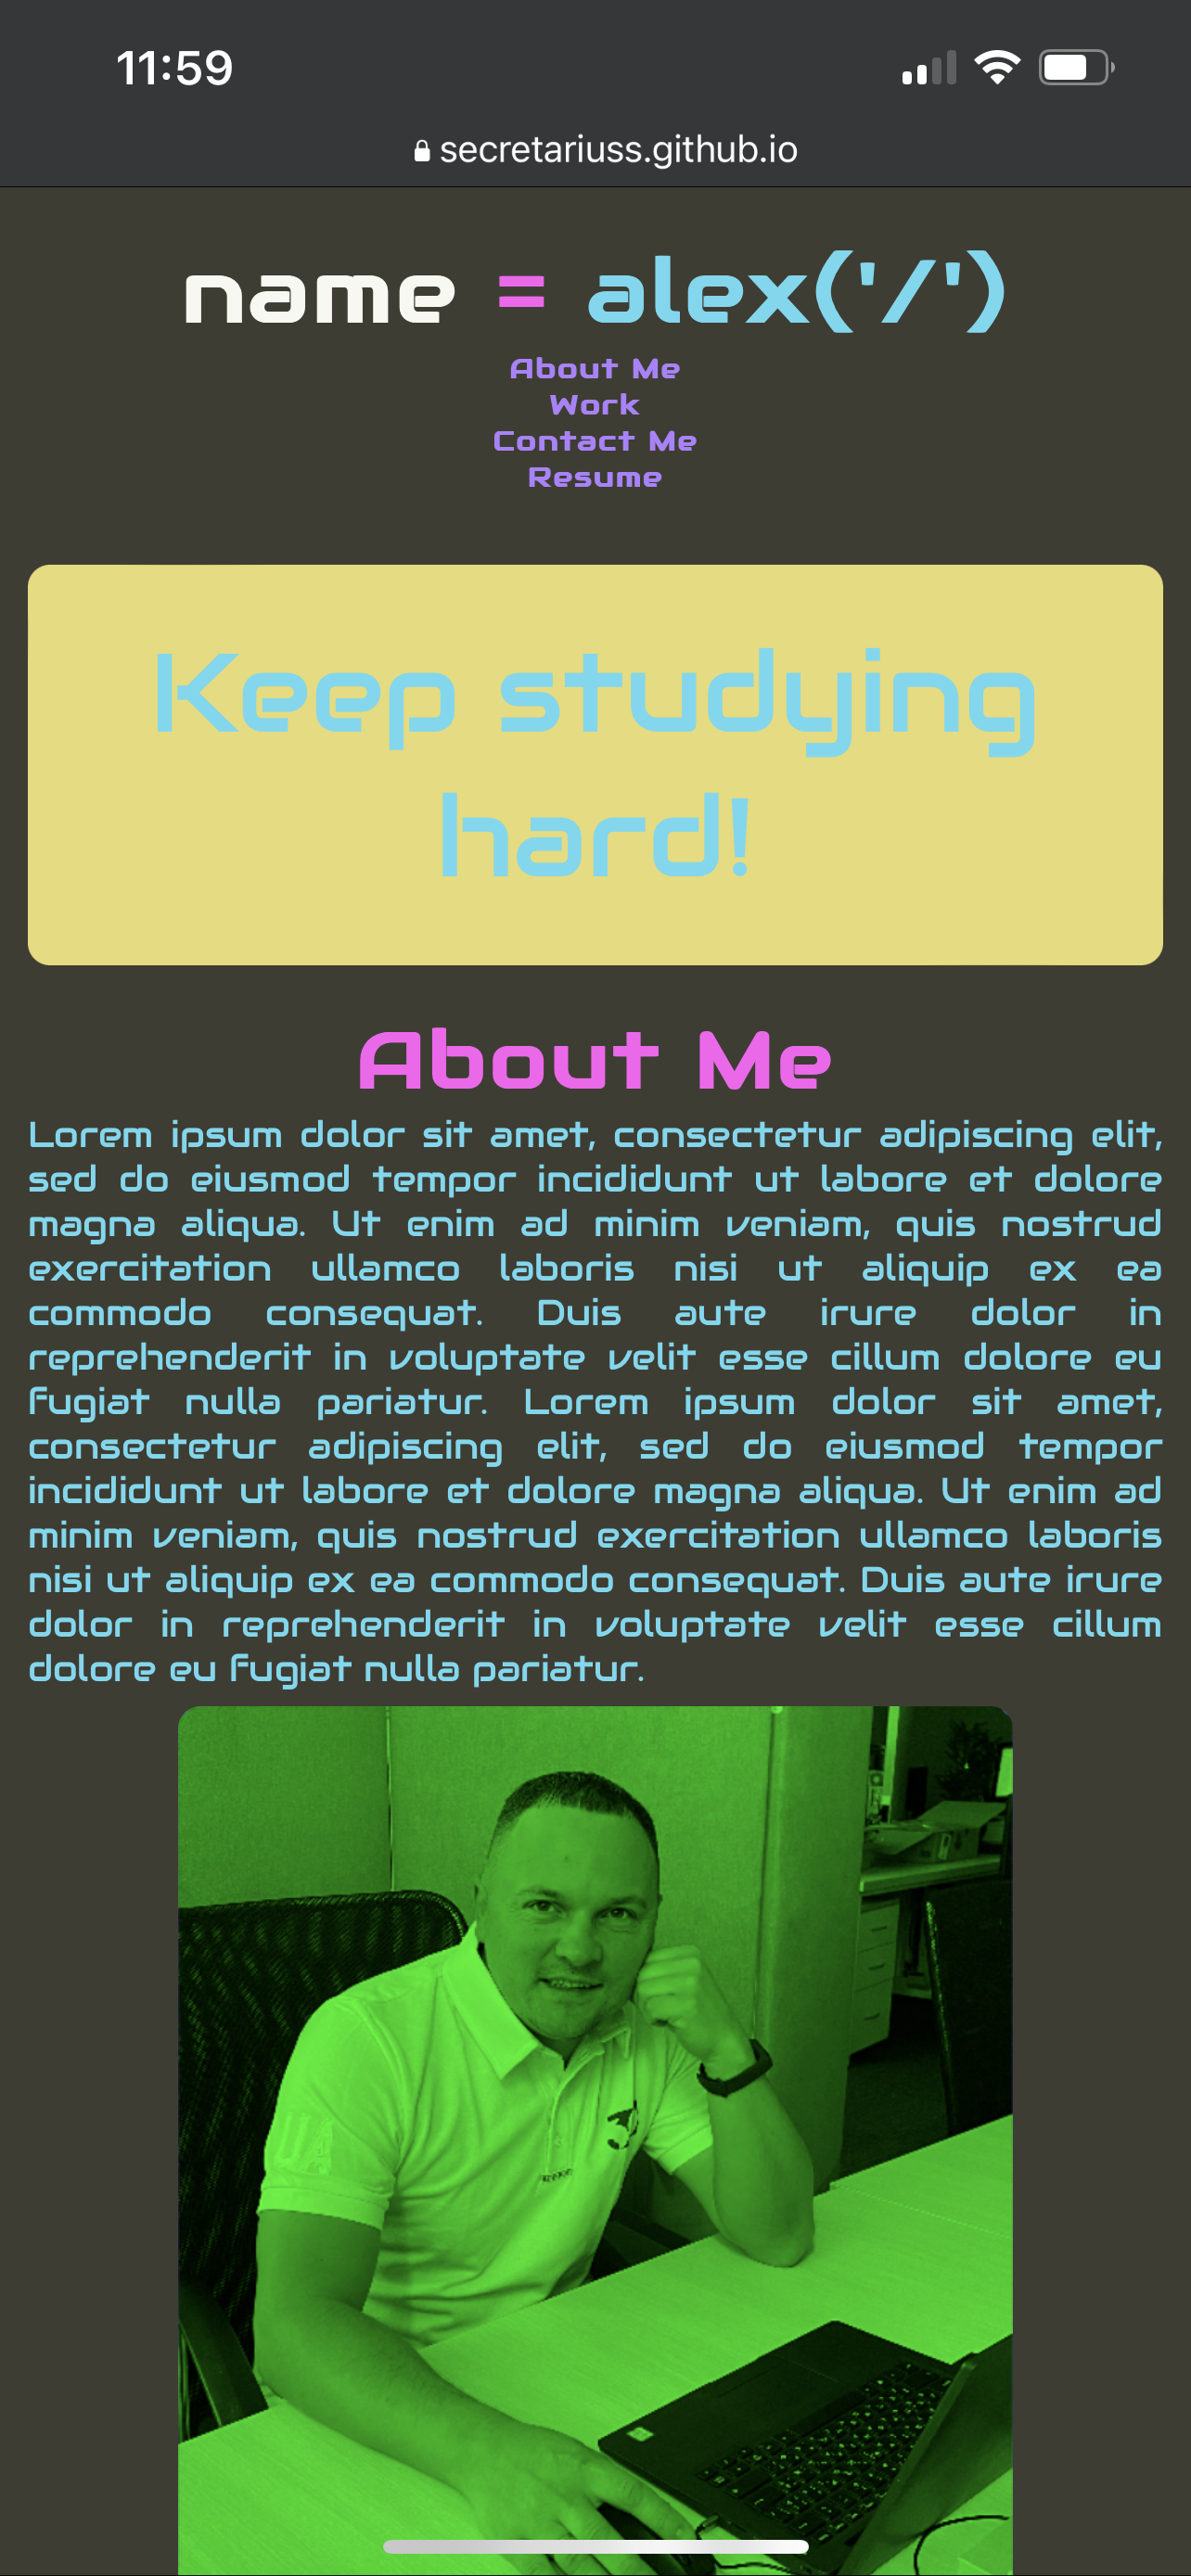 11:59
secretariuss.github.io
name = alex('/')
About Me
Work
Contact Me
Resume
Keep studying
hard!
About Me
Lorem ipsum dolor sit amet, consectetur adipiscing elit,
sed do eiusmod tempor incididunt ut labore et dolore
magna aliqua. Ut enim ad minim veniam, quis nostrud
exercitation ullamco laboris nisi ut aliquip ex ea
commodo consequat. Duis aute irure dolor in
reprehenderit in voluptate velit esse cillum dolore eu
fugiat nulla pariatur. Lorem ipsum dolor sit amet,
consectetur adipiscing elit, sed do eiusmod tempor
incididunt ut labore et dolore magna aliqua. Ut enim ad
minim veniam, quis nostrud exercitation ullamco laboris
nisi ut aliquip ex ea commodo consequat. Duis aute irure
dolor in reprehenderit in voluptate velit esse cillum
dolore eu fugiat nulla pariatur.
UA